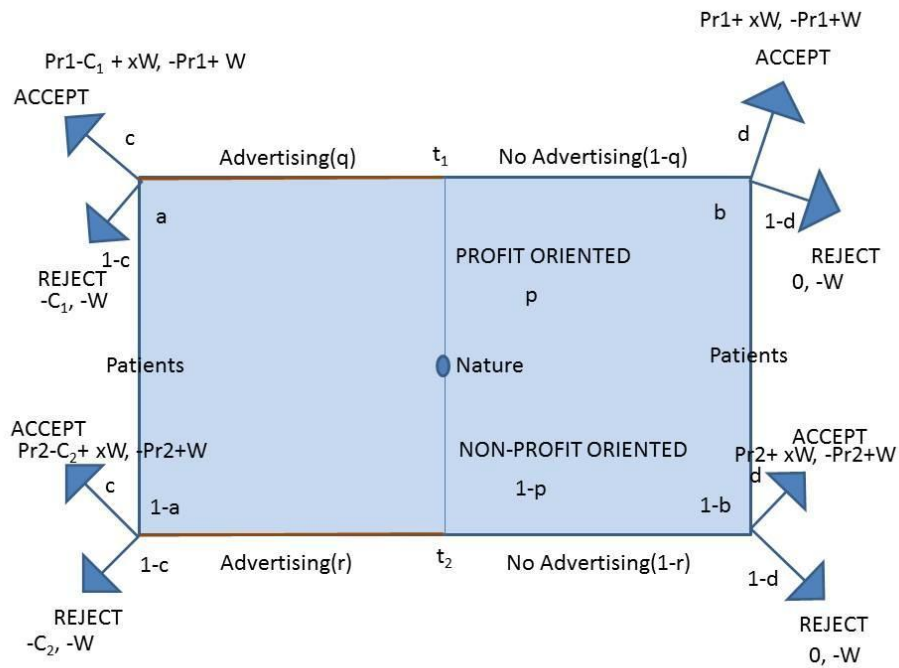 Pr1+ xW, -Pr1+W
ACCEPT
Pr1-C₁ + xW, -Pr1+ W
ACCEPT
c
d
Advertising(q)
t₁
No Advertising(1-q)
a
b
1-d
1-c
REJECT
-C₁, -W
REJECT
0, -W
PROFIT ORIENTED
p
Patients
Nature
Patients
ACCEPT
Pr2-C₂+ xW, -Pr2+W
c
NON-PROFIT ORIENTED
1-p
ACCEPT
Pr2+ xW, -Pr2+W
d
1-a
1-b
1-c
Advertising(r)
t₂
No Advertising(1-r)
1-d
REJECT
-C₂, -W
REJECT
0, -W